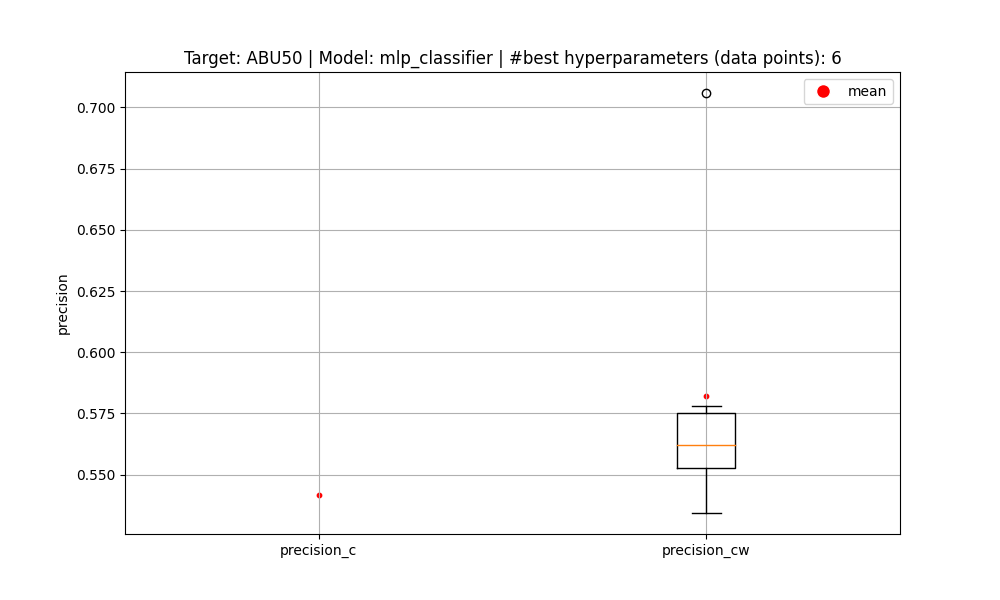 Target: ABU50 | Model: mlp_classifier | #best hyperparameters (data points): 6
mean
0.700
0.675
0.650
0.625
0.600
0.575
0.550
precision
precision_c
precision_cw